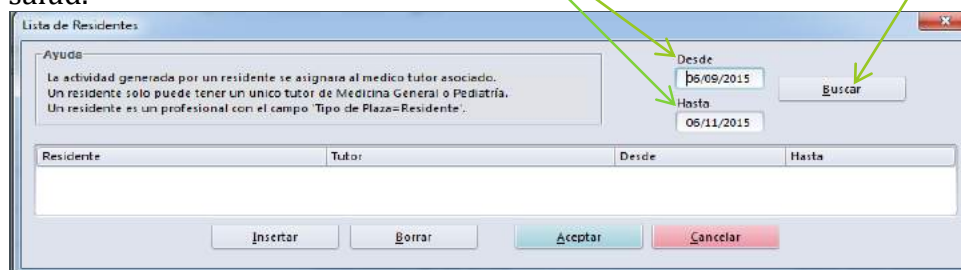 salud.
Lista de Residentes
Ayuda
La actividad generada por un residente se asignara al medico tutor asociado.
Un residente solo puede tener un unico tutor de Medicina General o Pediatría.
Un residente es un profesional con el campo 'Tipo de Plaza=Residente'.
Desde
06/09/2015
Buscar
Hasta
06/11/2015
Residente Tutor Desde Hasta
Insertar Borrar Aceptar Cancelar